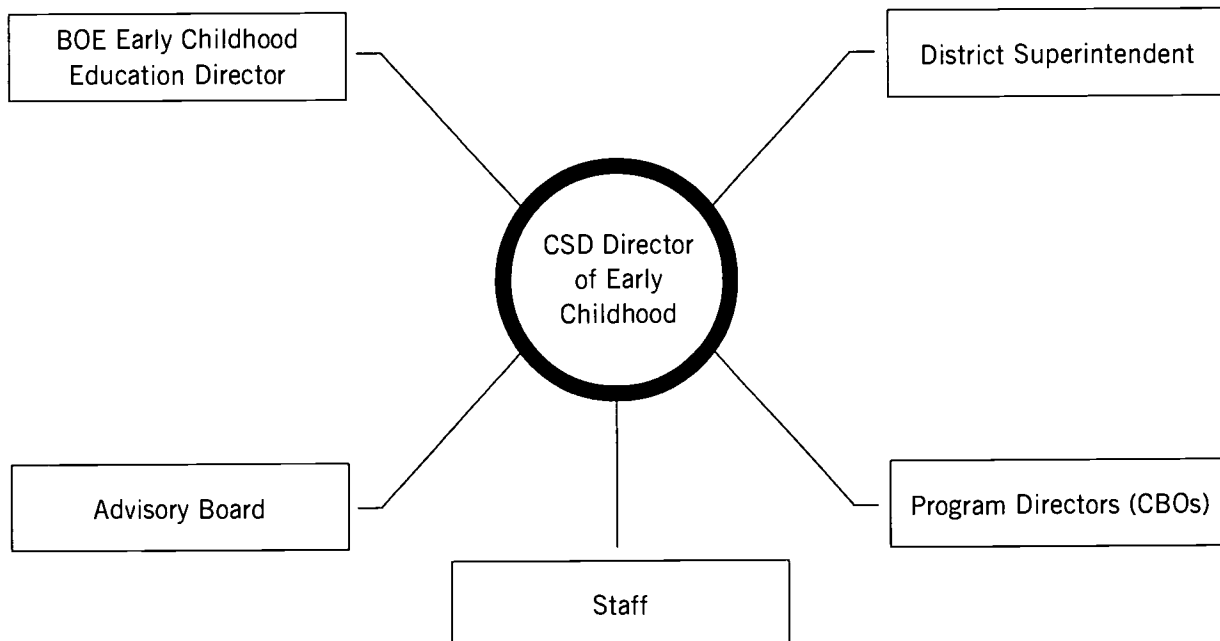 BOE Early Childhood
Education Director
District Superintendent
CSD Director
of Early
Childhood
Advisory Board
Program Directors (CBOs)
Staff